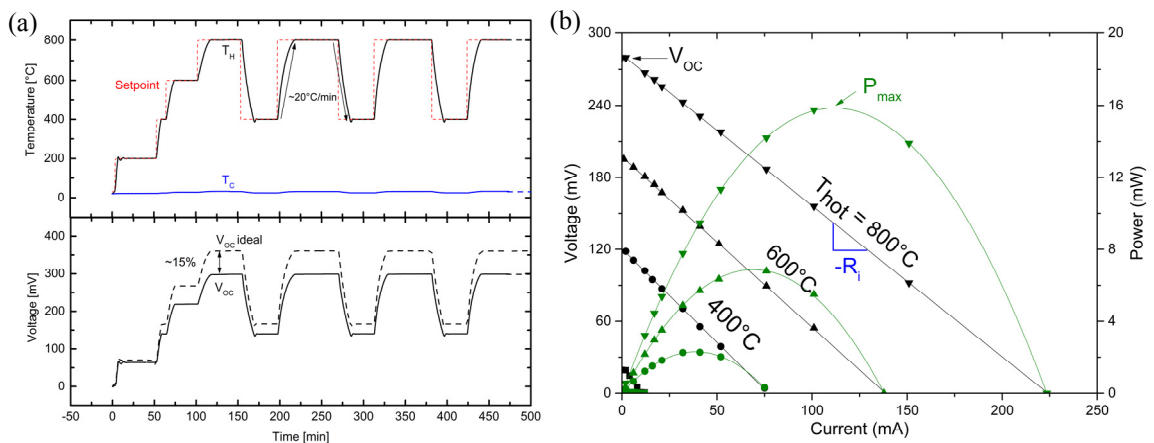 (a)
800
600
400
200
0
Temperature [°C]
T_H
Setpoint
~20°C/min
T_C
400
300
200
100
0
Voltage [mV]
V_OC ideal
~15%
V_OC
-50 0 50 100 150 200 250 300 350 400 450 500
Time [min]
(b)
300
240
180
120
60
0
Voltage (mV)
V_OC
P_max
T_hot = 800°C
-R_i
600°C
400°C
20
16
12
8
4
0
Power (mW)
0 50 100 150 200 250
Current (mA)